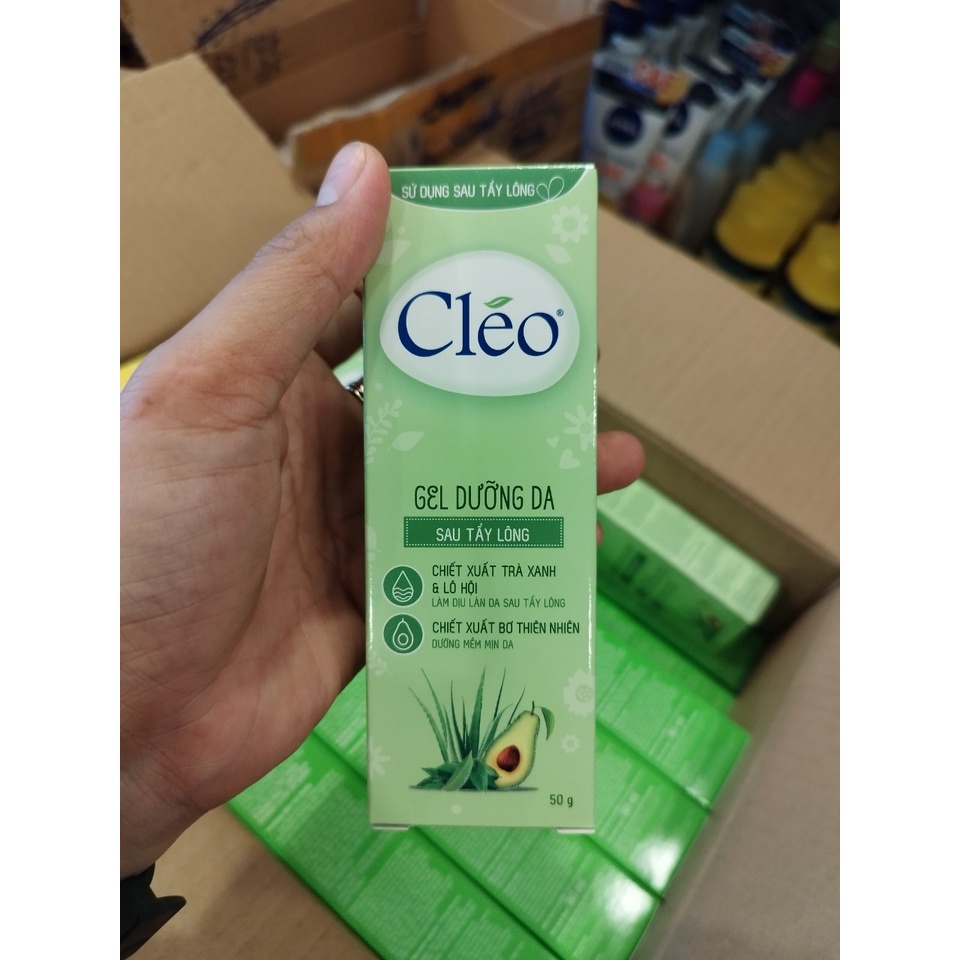 SỬ DỤNG SAU TẨY LÔNG
Cléo®
GEL DƯỠNG DA
SAU TẨY LÔNG
CHIẾT XUẤT TRÀ XANH
& LÔ HỘI
LÀM DỊU LÀN DA SAU TẨY LÔNG
CHIẾT XUẤT BƠ THIÊN NHIÊN
DƯỠNG MỀM MỊN DA
50 g
NIVEA